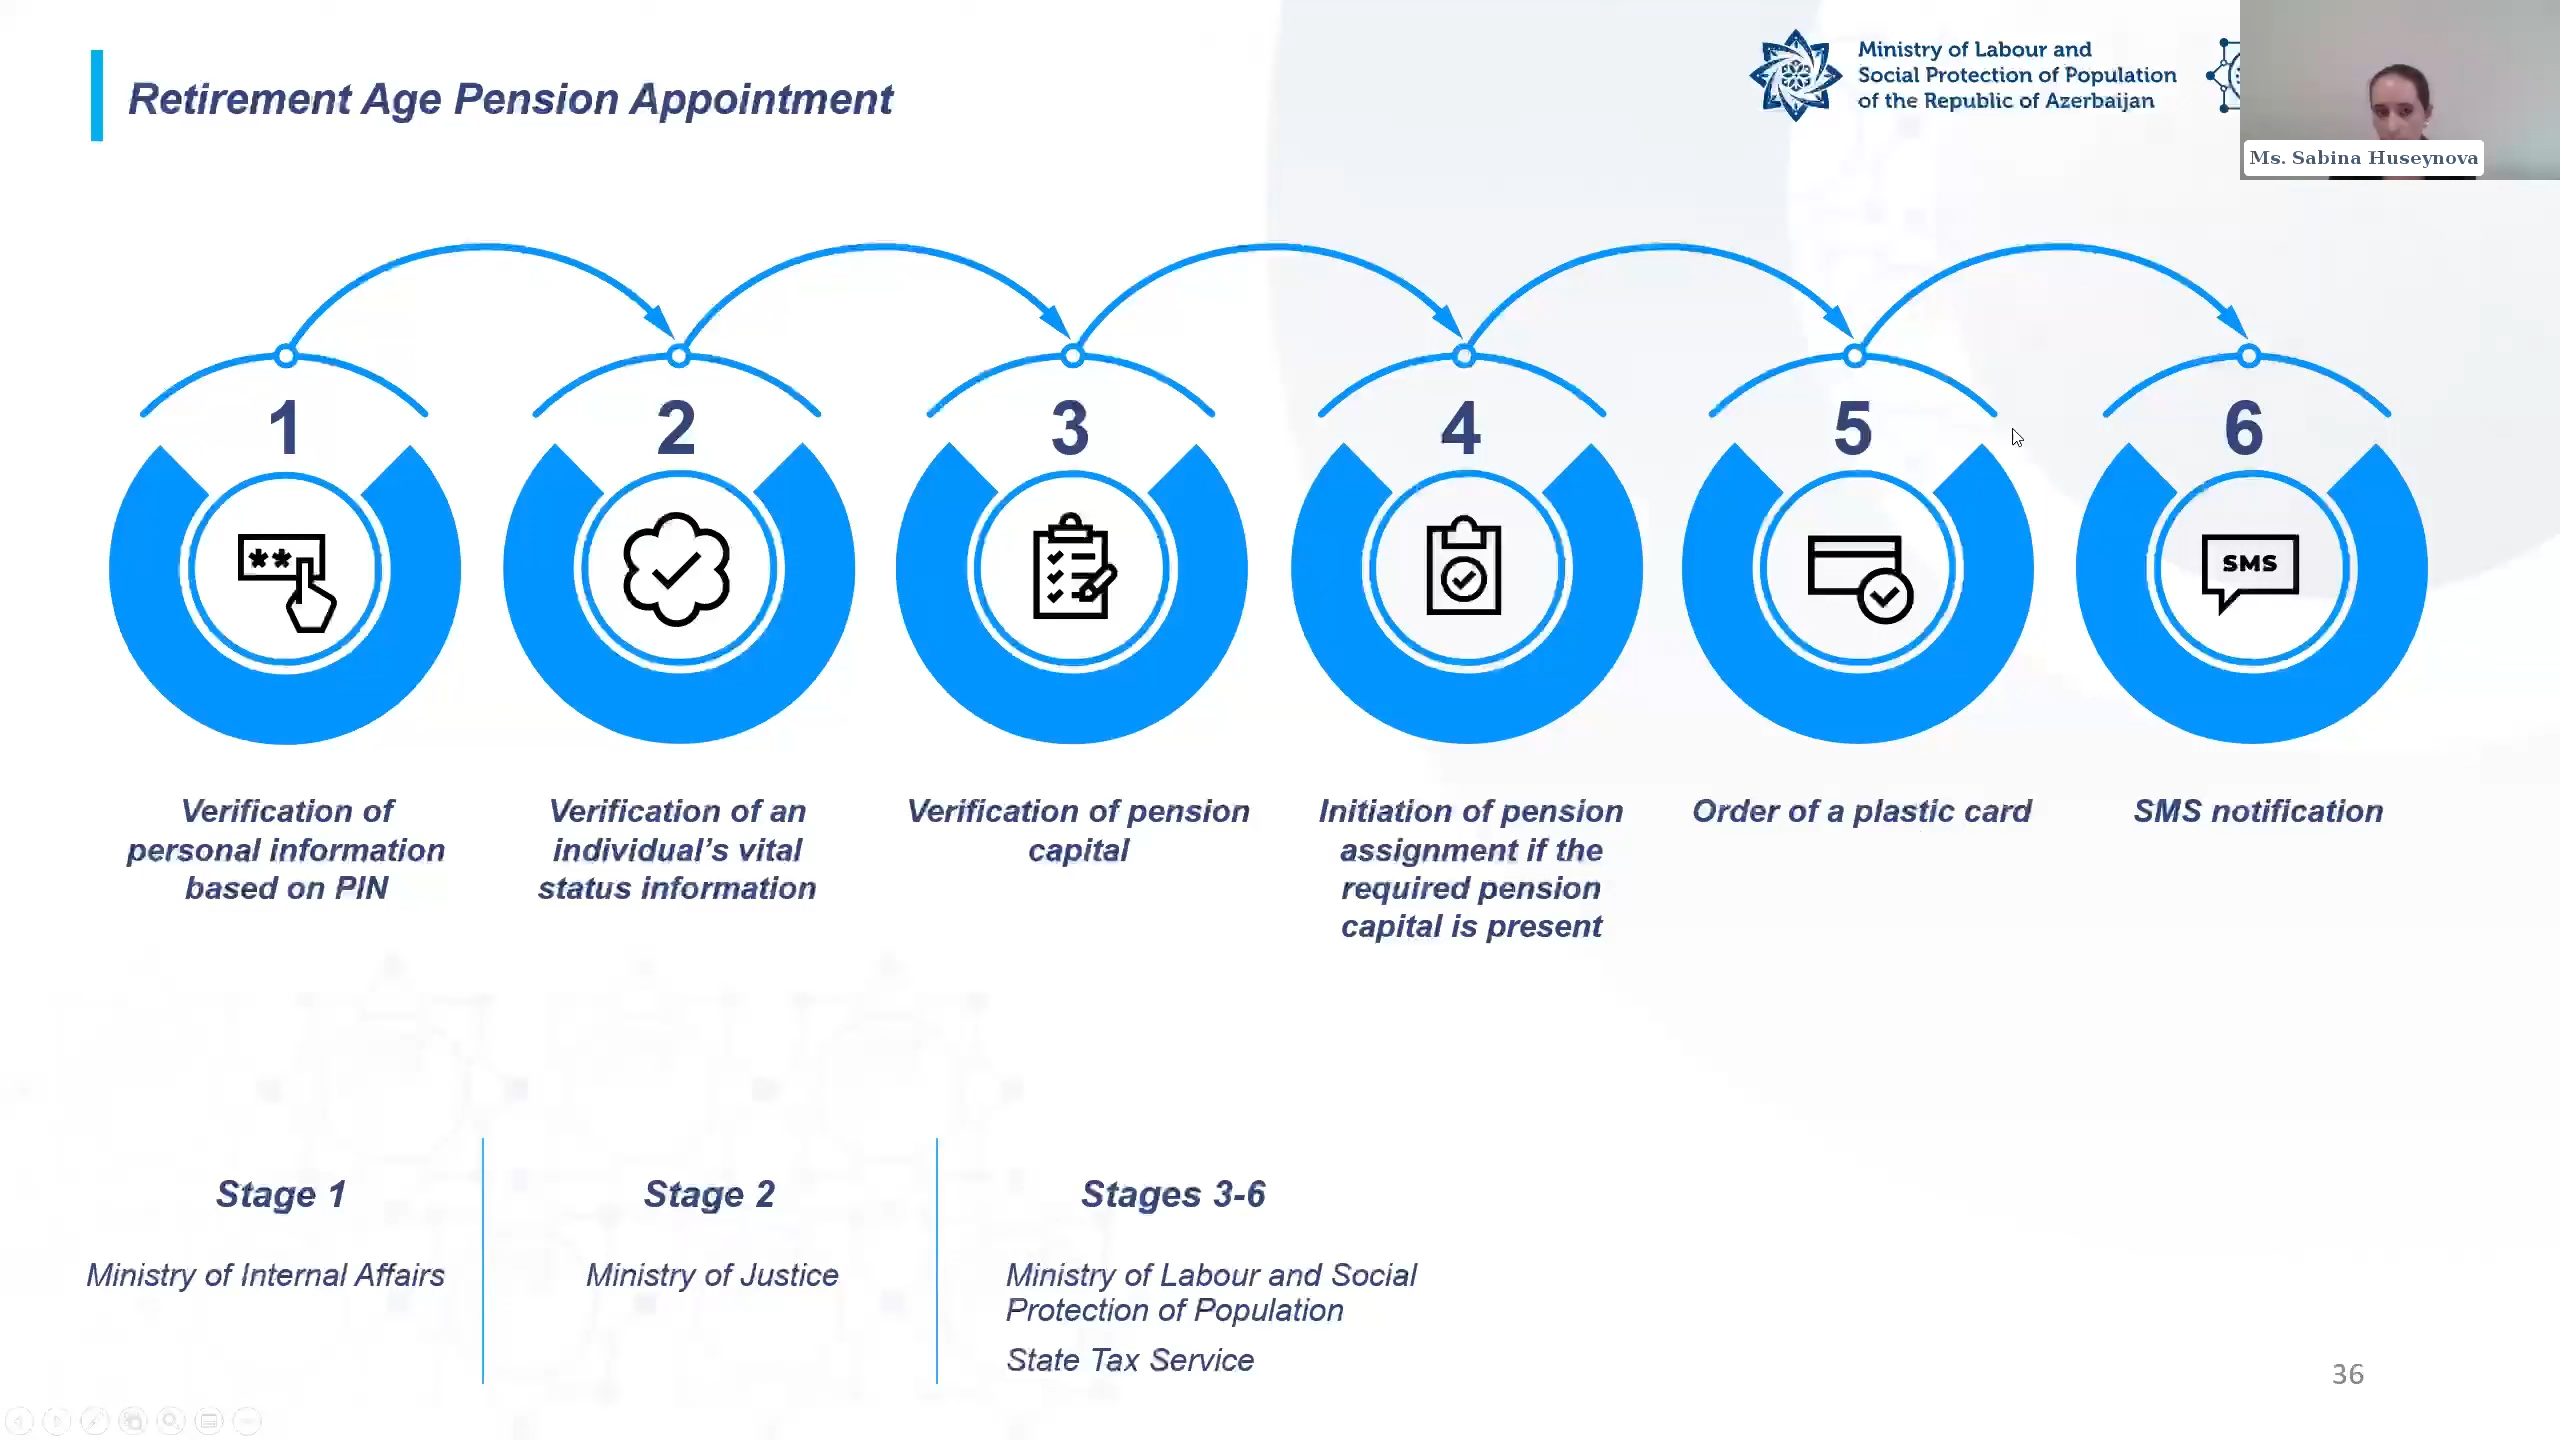 Retirement Age Pension Appointment
Ministry of Labour and
Social Protection of Population
of the Republic of Azerbaijan
Ms. Sabina Huseynova
1
2
3
4
5
6
**
SMS
Verification of
personal information
based on PIN
Verification of an
individual’s vital
status information
Verification of pension
capital
Initiation of pension
assignment if the
required pension
capital is present
Order of a plastic card
SMS notification
Stage 1
Ministry of Internal Affairs
Stage 2
Ministry of Justice
Stages 3-6
Ministry of Labour and Social
Protection of Population
State Tax Service
36